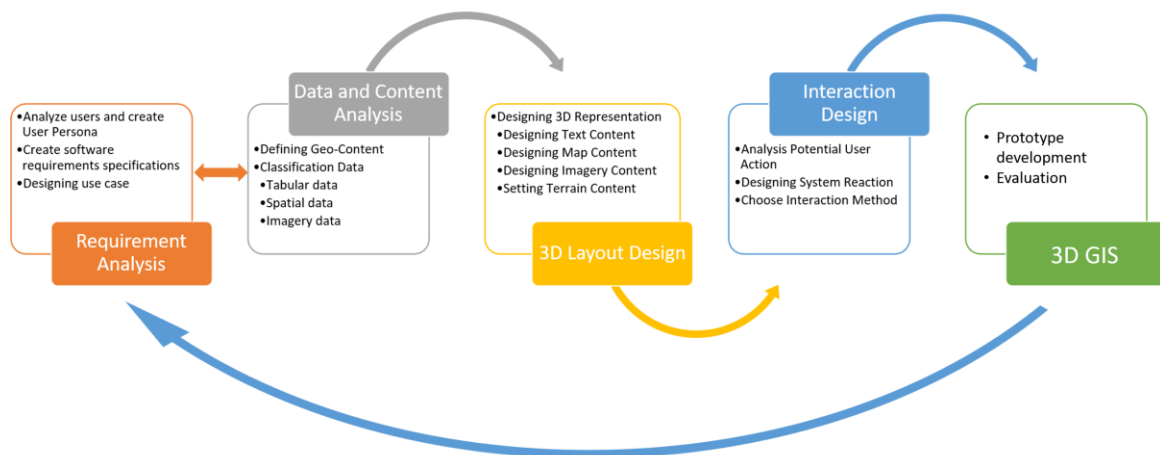 •Analyze users and create
User Persona
•Create software
requirements specifications
•Designing use case
Requirement
Analysis
Data and Content
Analysis
•Defining Geo-Content
•Classification Data
•Tabular data
•Spatial data
•Imagery data
•Designing 3D Representation
•Designing Text Content
•Designing Map Content
•Designing Imagery Content
•Setting Terrain Content
3D Layout Design
Interaction
Design
•Analysis Potential User
Action
•Designing System Reaction
•Choose Interaction Method
• Prototype
development
• Evaluation
3D GIS